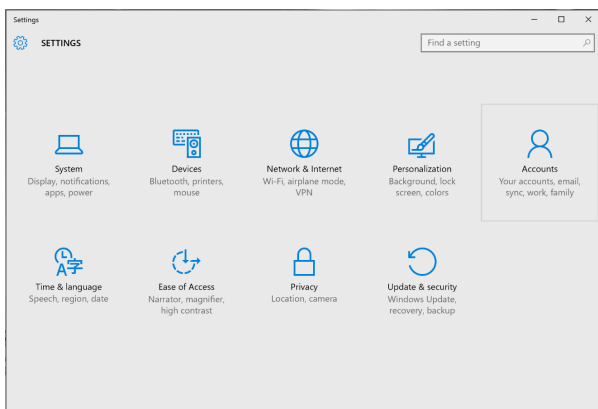 Settings
SETTINGS
Find a setting
System
Display, notifications,
apps, power
Devices
Bluetooth, printers,
mouse
Network & Internet
Wi-Fi, airplane mode,
VPN
Personalization
Background, lock
screen, colors
Accounts
Your accounts, email,
sync, work, family
A字
Time & language
Speech, region, date
Ease of Access
Narrator, magnifier,
high contrast
Privacy
Location, camera
Update & security
Windows Update,
recovery, backup